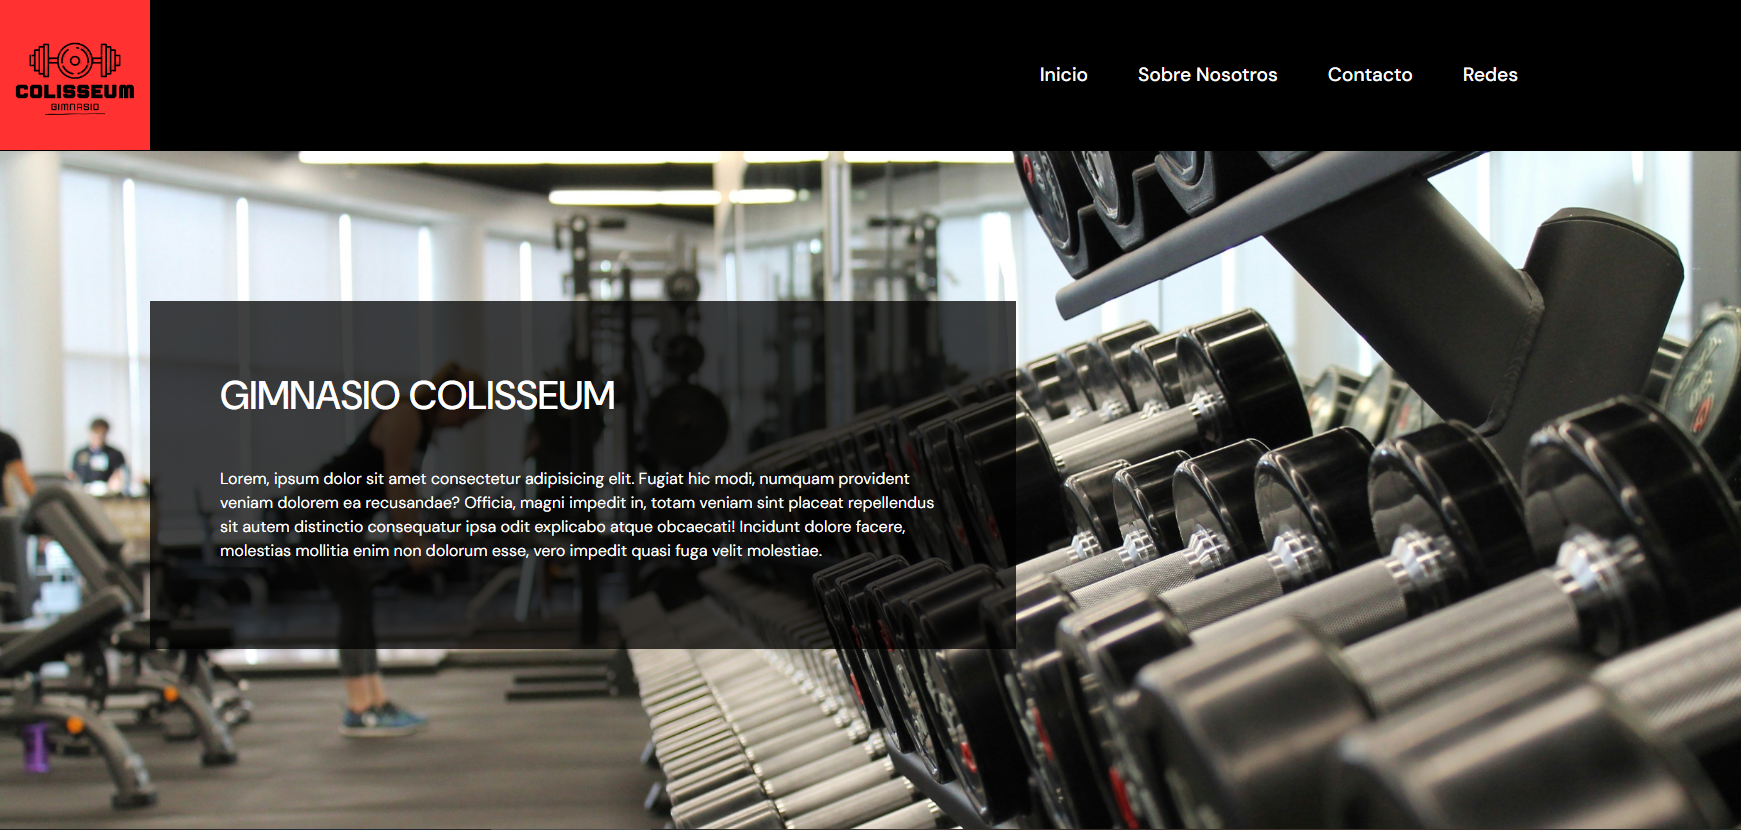 COLISSEUM
GIMNASIO
Inicio
Sobre Nosotros
Contacto
Redes
GIMNASIO COLISSEUM
Lorem, ipsum dolor sit amet consectetur adipisicing elit. Fugiat hic modi, numquam provident
veniam dolorem ea recusandae? Officia, magni impedit in, totam veniam sint placeat repellendus
sit autem distinctio consequatur ipsa odit explicabo atque obcaecati! Incidunt dolore facere,
molestias mollitia enim non dolorum esse, vero impedit quasi fuga velit molestiae.